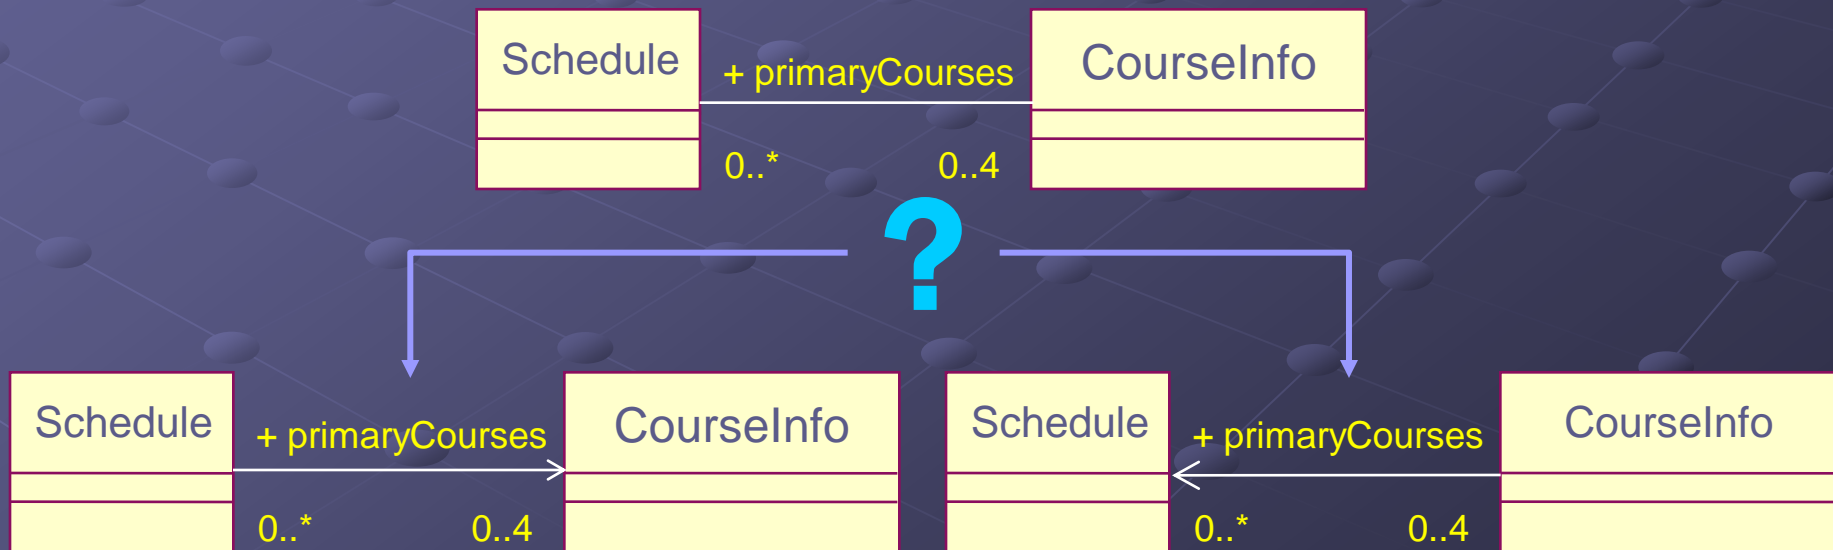 Schedule
+ primaryCourses
CourseInfo
0..*
0..4
?
Schedule
+ primaryCourses
CourseInfo
0..*
0..4
Schedule
+ primaryCourses
CourseInfo
0..*
0..4